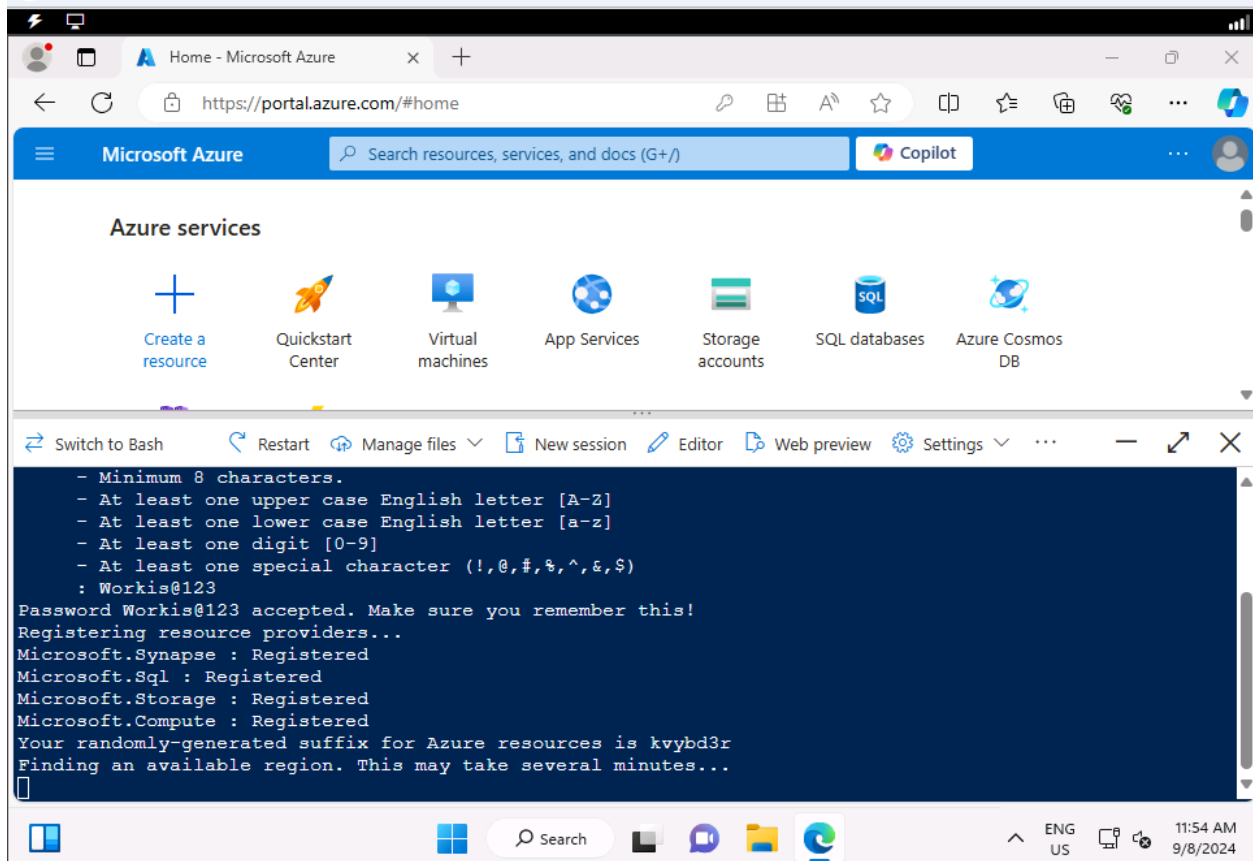 Home - Microsoft Azure
https://portal.azure.com/#home
Microsoft Azure
Search resources, services, and docs (G+/)
Copilot
Azure services
Create a
resource
Quickstart
Center
Virtual
machines
App Services
Storage
accounts
SQL
SQL databases
Azure Cosmos
DB
Switch to Bash
Restart
Manage files
New session
Editor
Web preview
Settings
- Minimum 8 characters.
- At least one upper case English letter [A-Z]
- At least one lower case English letter [a-z]
- At least one digit [0-9]
- At least one special character (!,@,#,%,^,&,$)
: Workis@123
Password Workis@123 accepted. Make sure you remember this!
Registering resource providers...
Microsoft.Synapse : Registered
Microsoft.Sql : Registered
Microsoft.Storage : Registered
Microsoft.Compute : Registered
Your randomly-generated suffix for Azure resources is kvybd3r
Finding an available region. This may take several minutes...
Search
ENG
US
11:54 AM
9/8/2024